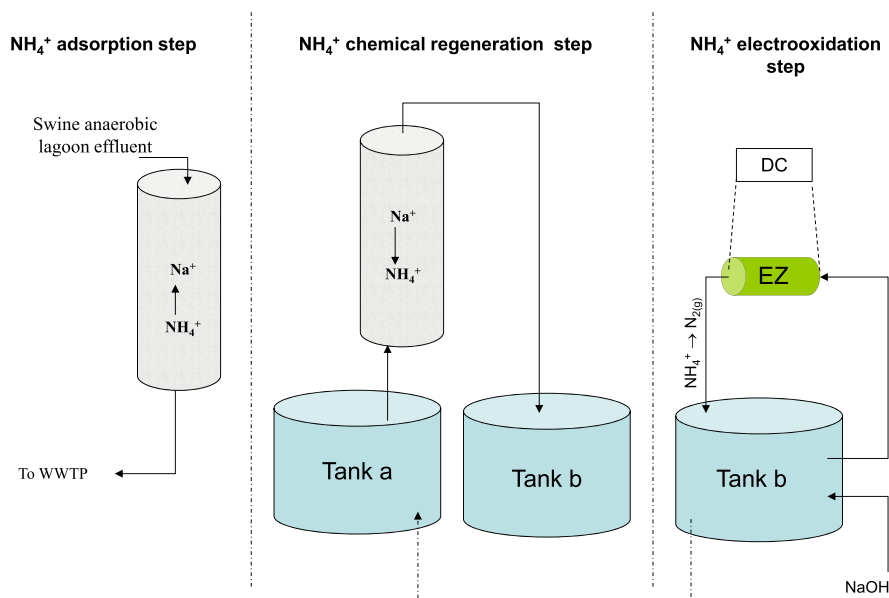 NH₄⁺ adsorption step
Swine anaerobic
lagoon effluent
Na⁺
NH₄⁺
To WWTP
NH₄⁺ chemical regeneration step
Na⁺
NH₄⁺
Tank a
Tank b
NH₄⁺ electrooxidation
step
DC
EZ
NH₄⁺ → N₂₍g₎
Tank b
NaOH